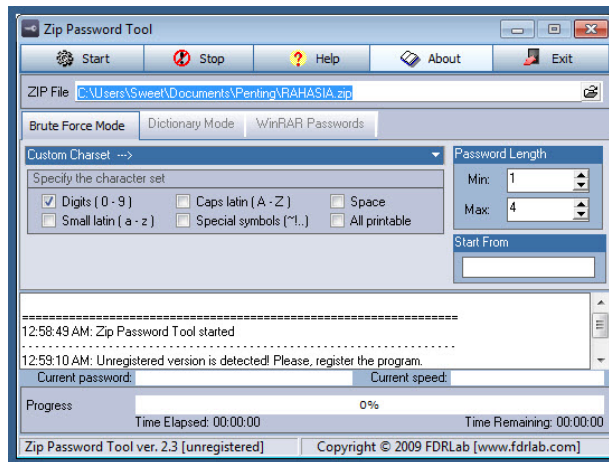 Zip Password Tool
Start Stop Help About Exit
ZIP File C:\Users\Sweet\Documents\Penting\RAHASIA.zip
Brute Force Mode Dictionary Mode WinRAR Passwords
Custom Charset ---> Password Length
Specify the character set Min: 1
Digits ( 0 - 9 ) Caps latin ( A - Z ) Space
Small latin ( a - z ) Special symbols (~!..) All printable Max: 4
Start From
==================================================================
12:58:49 AM: Zip Password Tool started
- - - - - - - - - - - - - - - - - - - - - - - - - - - - - - - - - - - - - - - - - - - - - - - - - - - - - - - - - - - - - - - - - -
12:59:10 AM: Unregistered version is detected! Please, register the program.
Current password: Current speed:
Progress 0%
Time Elapsed: 00:00:00 Time Remaining: 00:00:00
Zip Password Tool ver. 2.3 [unregistered] Copyright © 2009 FDRLab [www.fdrlab.com]